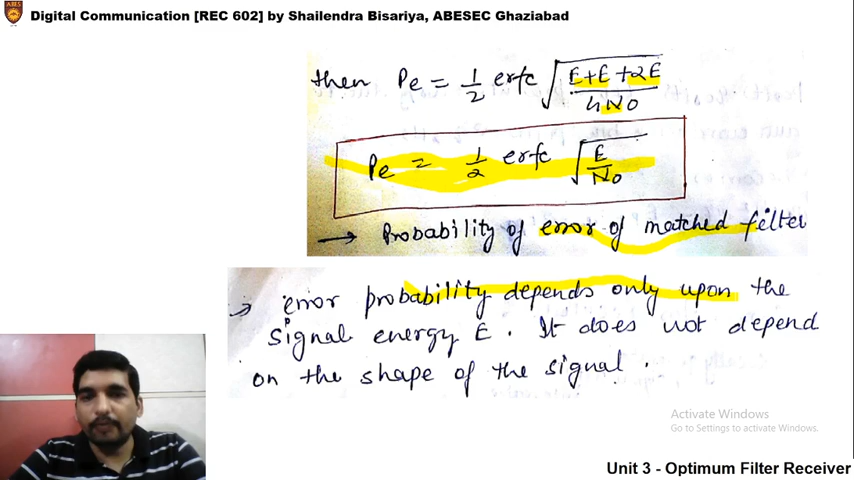 ABES
Digital Communication [REC 602] by Shailendra Bisariya, ABESEC Ghaziabad
then Pe = 1/2 erfc √(E+E+2E / 4N0)
Pe = 1/2 erfc √(E / N0)
→ Probability of error of matched filter
→ error probability depends only upon the
signal energy E. It does not depend
on the shape of the signal.
Activate Windows
Go to Settings to activate Windows.
Unit 3 - Optimum Filter Receiver